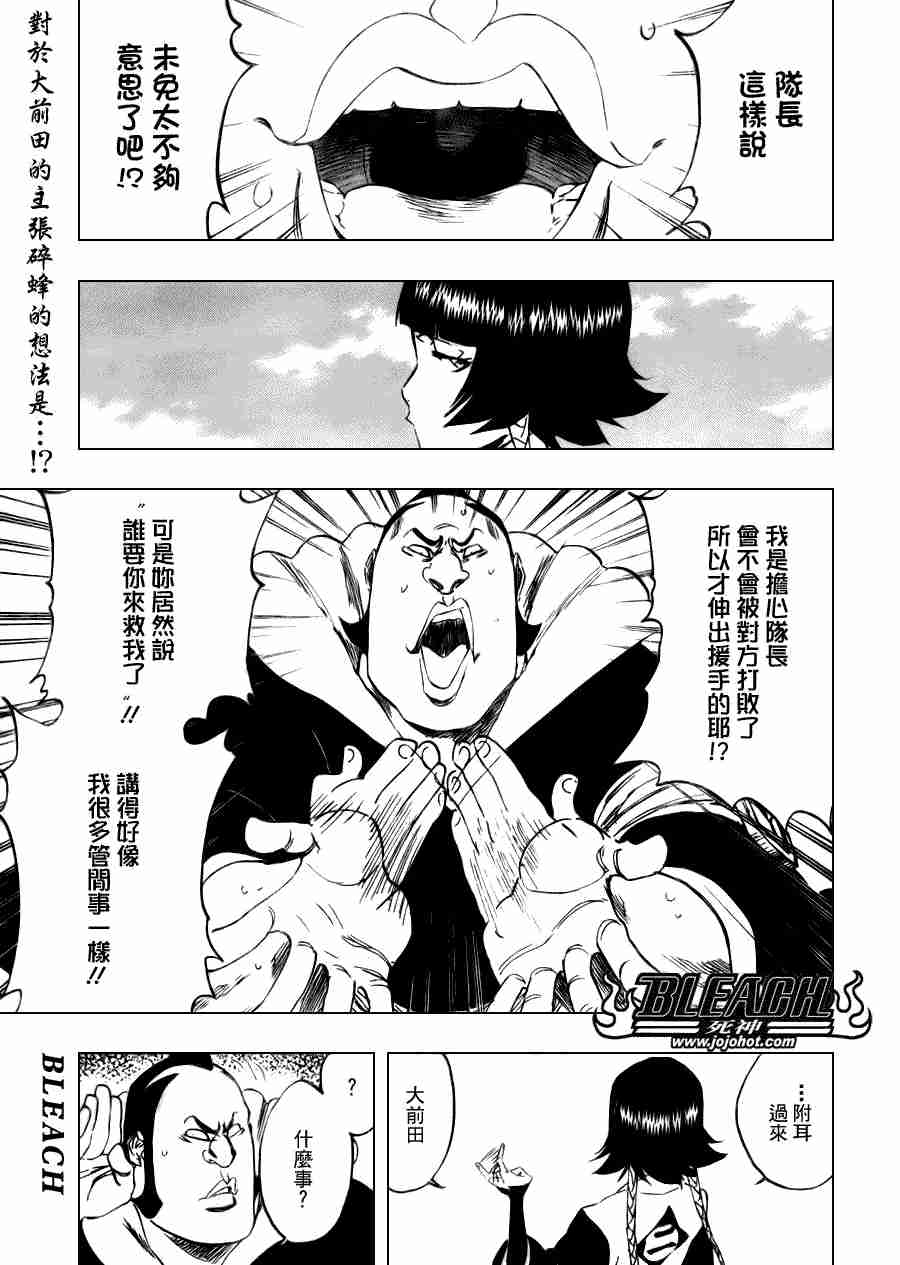 對於大前田的主張碎蜂的想法是…!?
隊長
這樣說
未免太不夠
意思了吧!?
我是擔心隊長
會不會被對方打敗了
所以才伸出援手的耶!?
可是妳居然說
"誰要你來救我了"!!
講得好像
我很多管閒事一樣!!
BLEACH
死神
www.jojohot.com
…附耳
過來
大前田
?
什麼事?
三
BLEACH